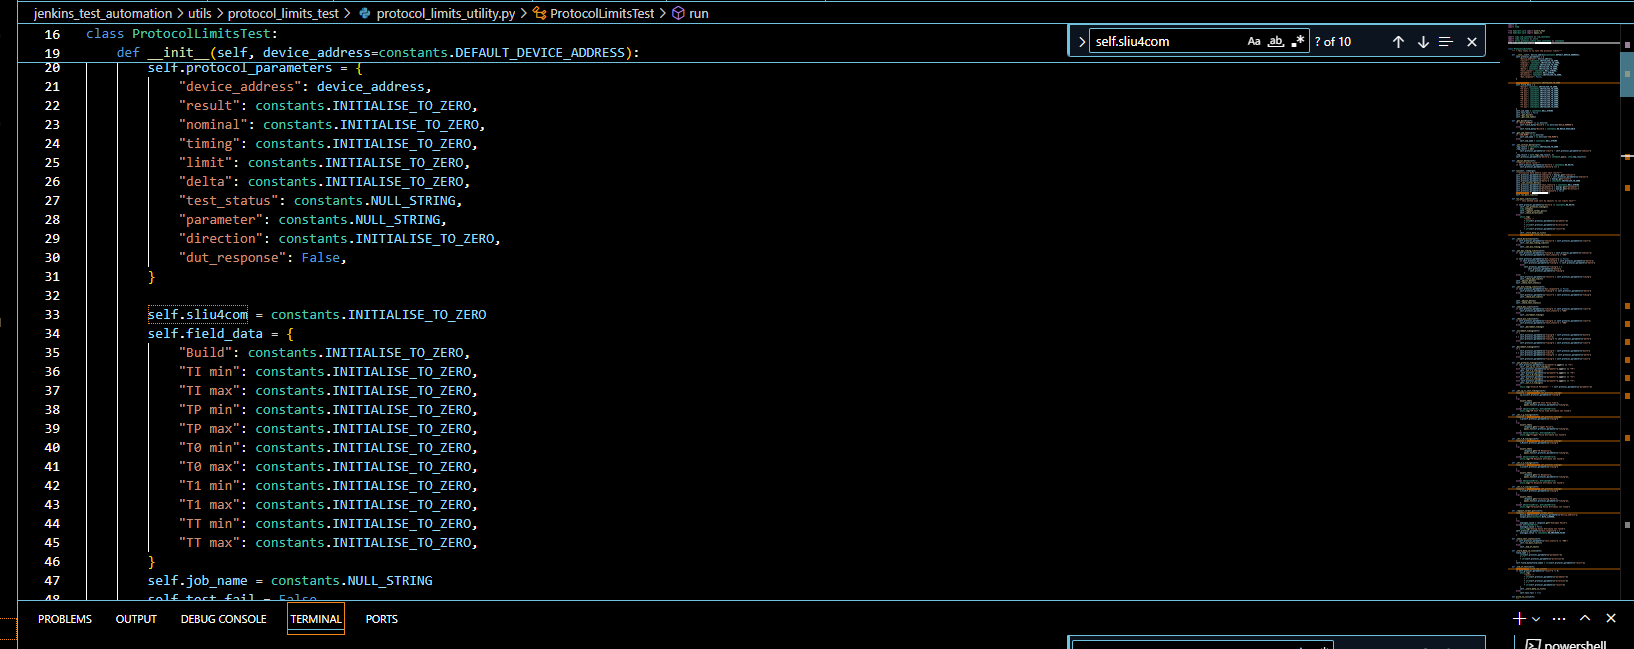 jenkins_test_automation > utils > protocol_limits_test > protocol_limits_utility.py > ProtocolLimitsTest > run
self.sliu4com Aa ab .* ? of 10
16 class ProtocolLimitsTest:
19 def __init__(self, device_address=constants.DEFAULT_DEVICE_ADDRESS):
20 self.protocol_parameters = {
21 "device_address": device_address,
22 "result": constants.INITIALISE_TO_ZERO,
23 "nominal": constants.INITIALISE_TO_ZERO,
24 "timing": constants.INITIALISE_TO_ZERO,
25 "limit": constants.INITIALISE_TO_ZERO,
26 "delta": constants.INITIALISE_TO_ZERO,
27 "test_status": constants.NULL_STRING,
28 "parameter": constants.NULL_STRING,
29 "direction": constants.INITIALISE_TO_ZERO,
30 "dut_response": False,
31 }
32
33 self.sliu4com = constants.INITIALISE_TO_ZERO
34 self.field_data = {
35 "Build": constants.INITIALISE_TO_ZERO,
36 "TI min": constants.INITIALISE_TO_ZERO,
37 "TI max": constants.INITIALISE_TO_ZERO,
38 "TP min": constants.INITIALISE_TO_ZERO,
39 "TP max": constants.INITIALISE_TO_ZERO,
40 "T0 min": constants.INITIALISE_TO_ZERO,
41 "T0 max": constants.INITIALISE_TO_ZERO,
42 "T1 min": constants.INITIALISE_TO_ZERO,
43 "T1 max": constants.INITIALISE_TO_ZERO,
44 "TT min": constants.INITIALISE_TO_ZERO,
45 "TT max": constants.INITIALISE_TO_ZERO,
46 }
47 self.job_name = constants.NULL_STRING
48 self.test_fail = False
PROBLEMS OUTPUT DEBUG CONSOLE TERMINAL PORTS
powershell